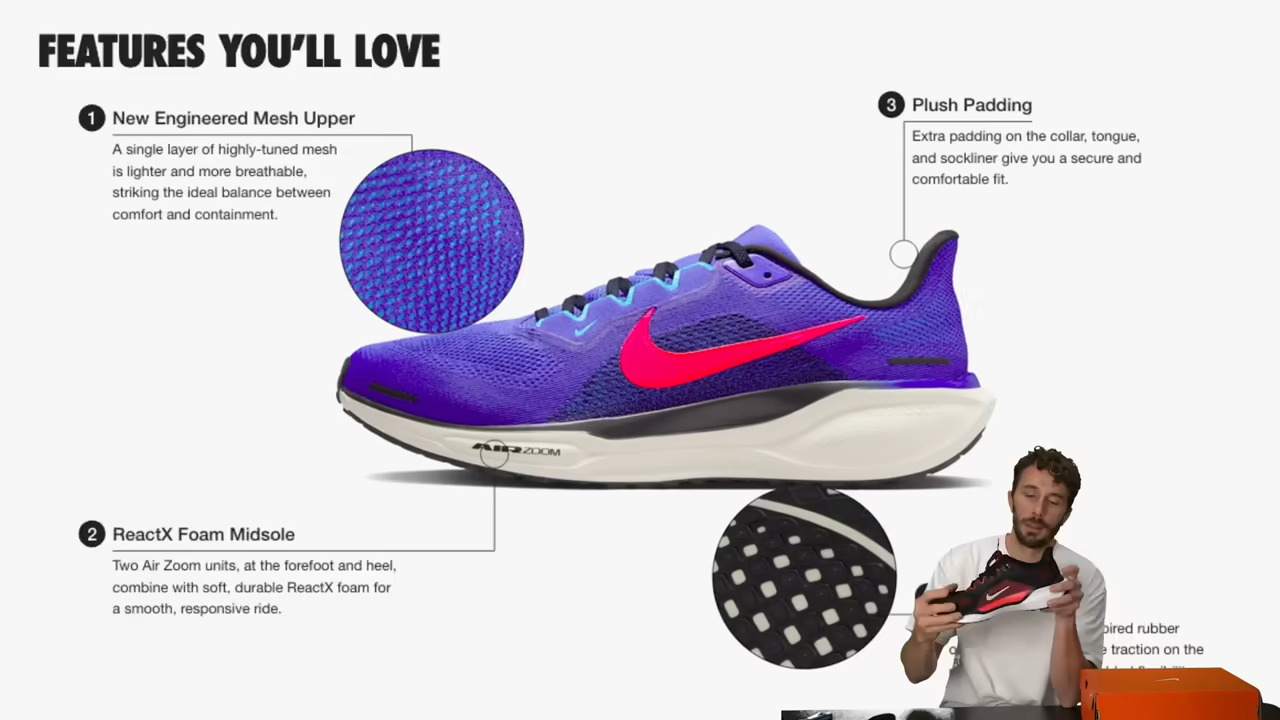 FEATURES YOU'LL LOVE
1 New Engineered Mesh Upper
A single layer of highly-tuned mesh
is lighter and more breathable,
striking the ideal balance between
comfort and containment.
3 Plush Padding
Extra padding on the collar, tongue,
and sockliner give you a secure and
comfortable fit.
AIR ZOOM
2 ReactX Foam Midsole
Two Air Zoom units, at the forefoot and heel,
combine with soft, durable ReactX foam for
a smooth, responsive ride.
rubber
traction on the